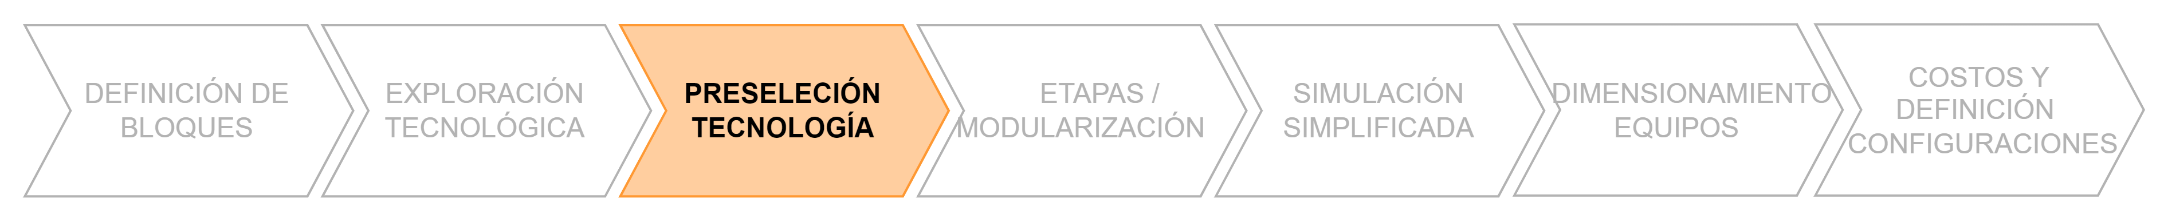 DEFINICIÓN DE
BLOQUES
EXPLORACIÓN
TECNOLÓGICA
PRESELECIÓN
TECNOLOGÍA
ETAPAS /
MODULARIZACIÓN
SIMULACIÓN
SIMPLIFICADA
DIMENSIONAMIENTO
EQUIPOS
COSTOS Y
DEFINICIÓN
CONFIGURACIONES